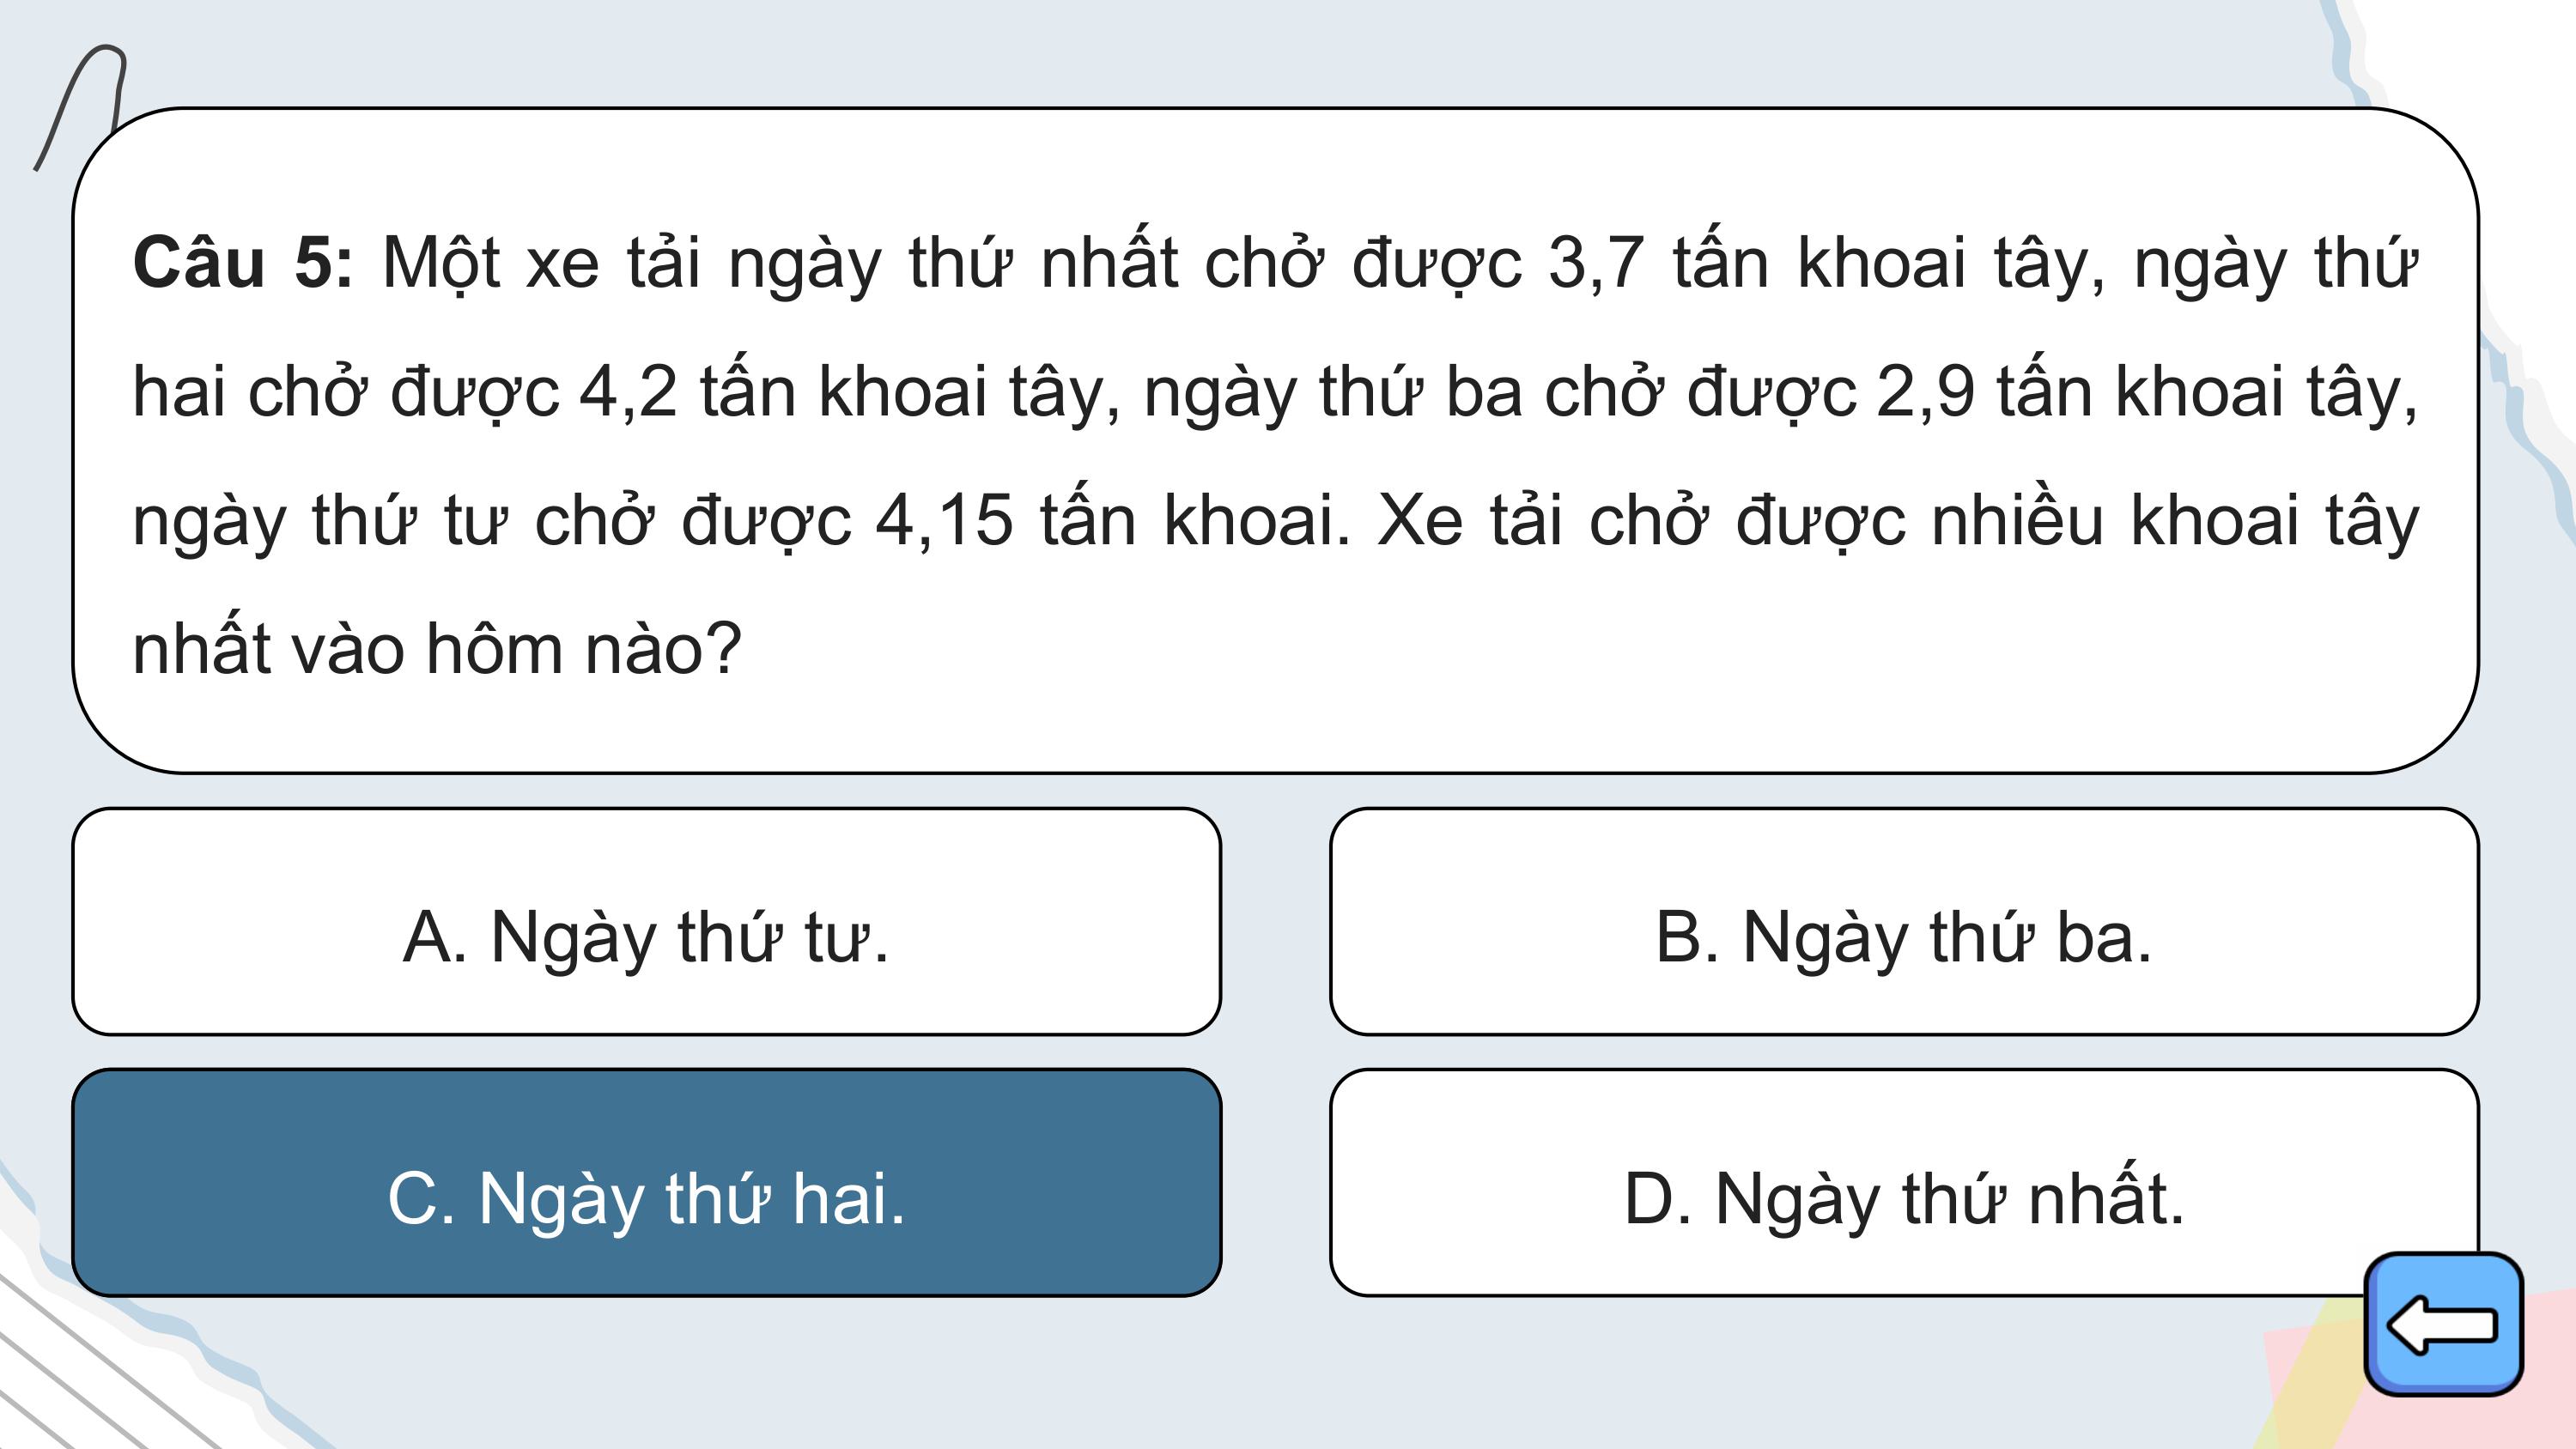 Câu 5: Một xe tải ngày thứ nhất chở được 3,7 tấn khoai tây, ngày thứ
hai chở được 4,2 tấn khoai tây, ngày thứ ba chở được 2,9 tấn khoai tây,
ngày thứ tư chở được 4,15 tấn khoai. Xe tải chở được nhiều khoai tây
nhất vào hôm nào?
A. Ngày thứ tư.
B. Ngày thứ ba.
C. Ngày thứ hai.
D. Ngày thứ nhất.